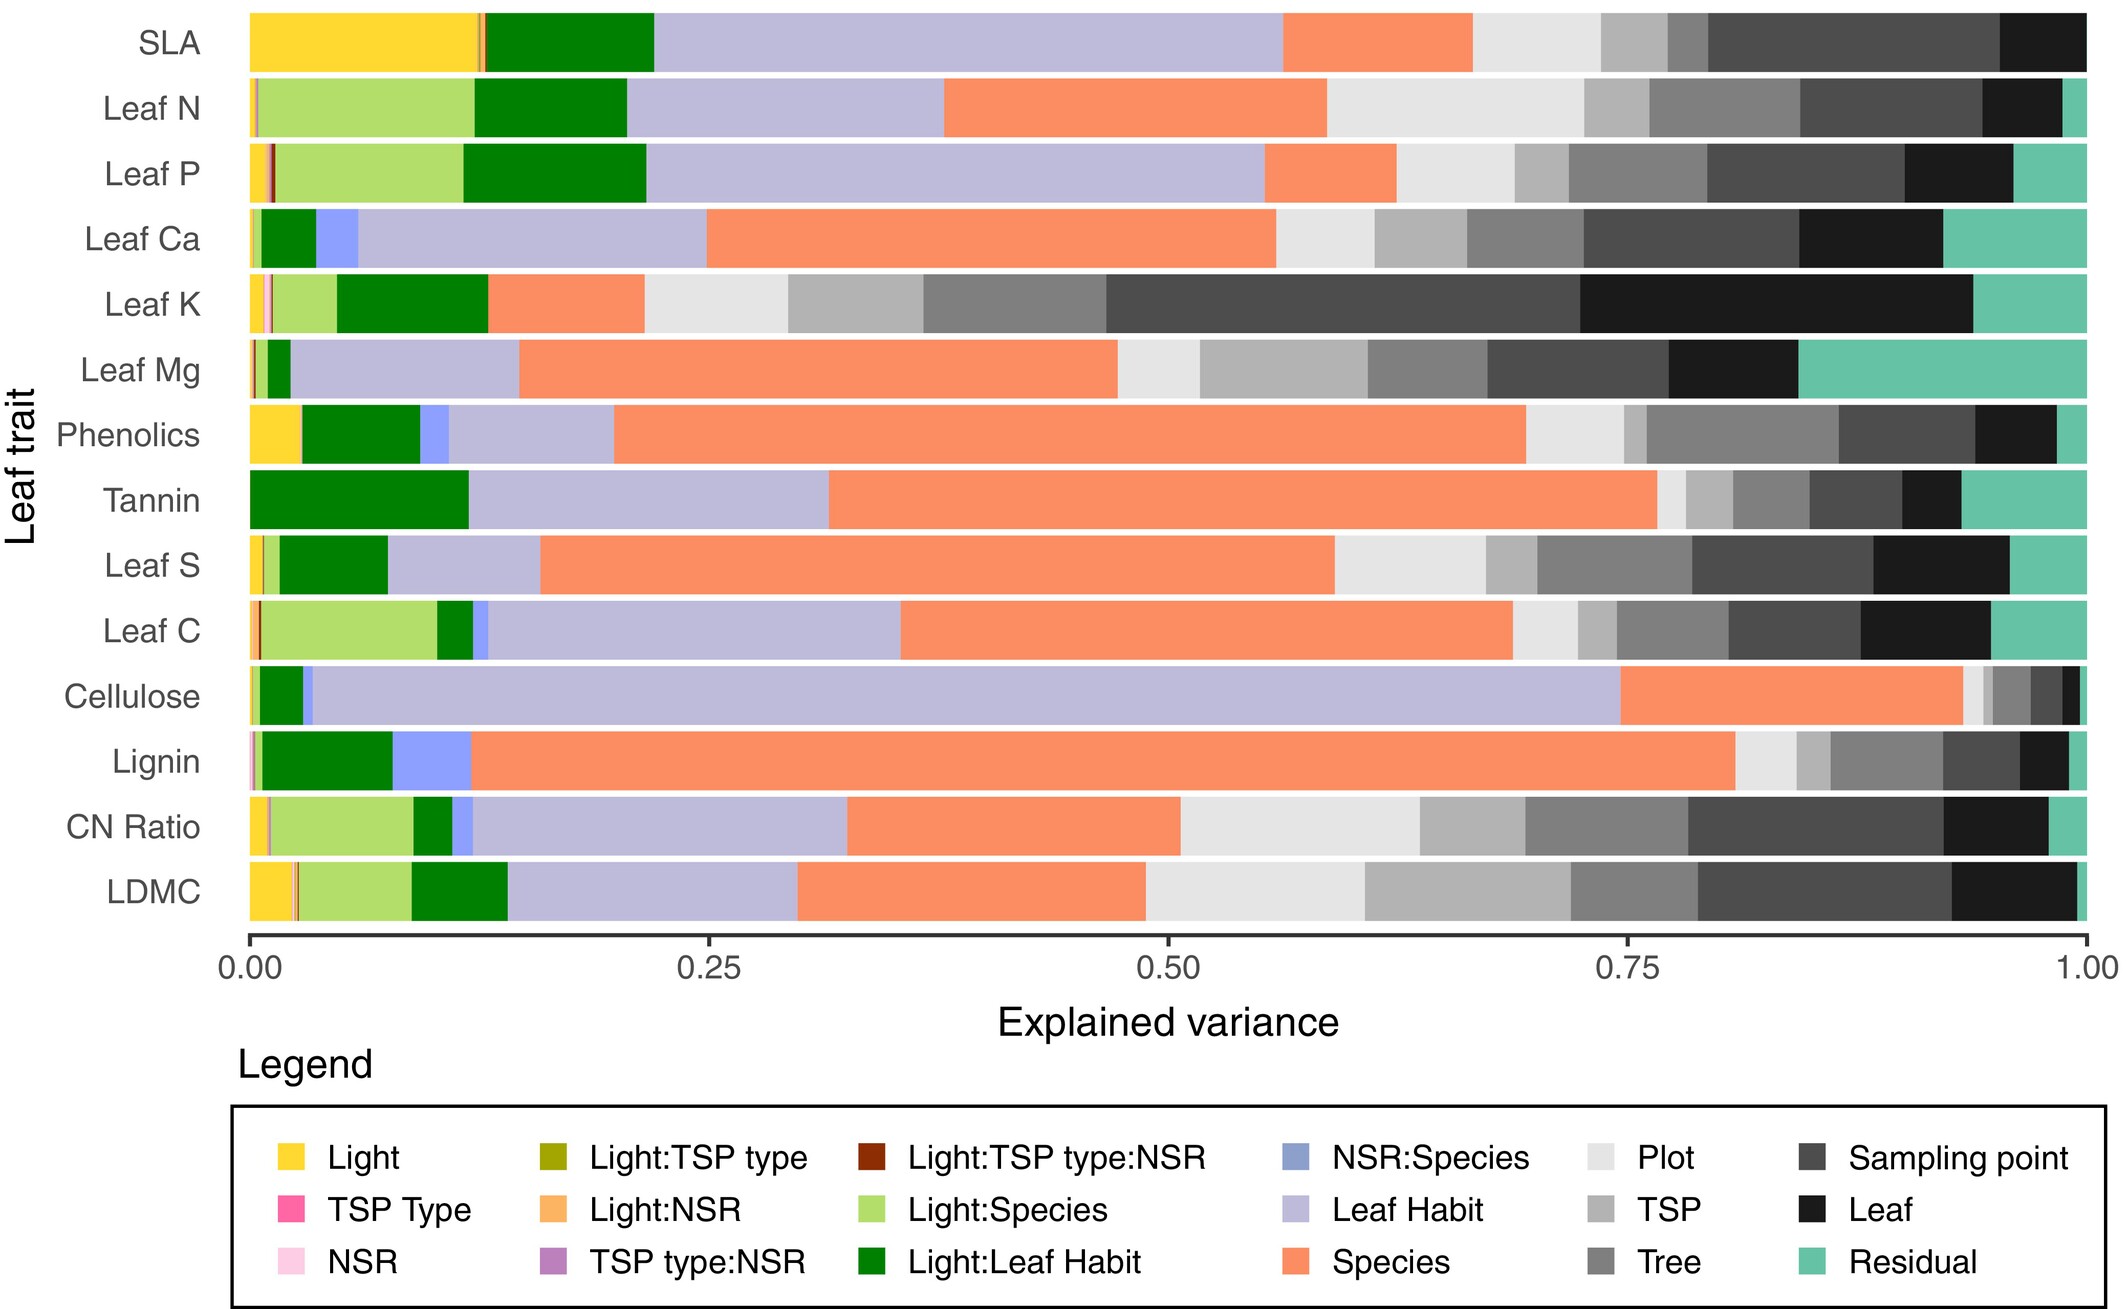 SLA
Leaf N
Leaf P
Leaf Ca
Leaf K
Leaf Mg
Phenolics
Tannin
Leaf S
Leaf C
Cellulose
Lignin
CN Ratio
LDMC
Leaf trait
0.00 0.25 0.50 0.75 1.00
Explained variance
Legend
Light Light:TSP type Light:TSP type:NSR NSR:Species Plot Sampling point
TSP Type Light:NSR Light:Species Leaf Habit TSP Leaf
NSR TSP type:NSR Light:Leaf Habit Species Tree Residual